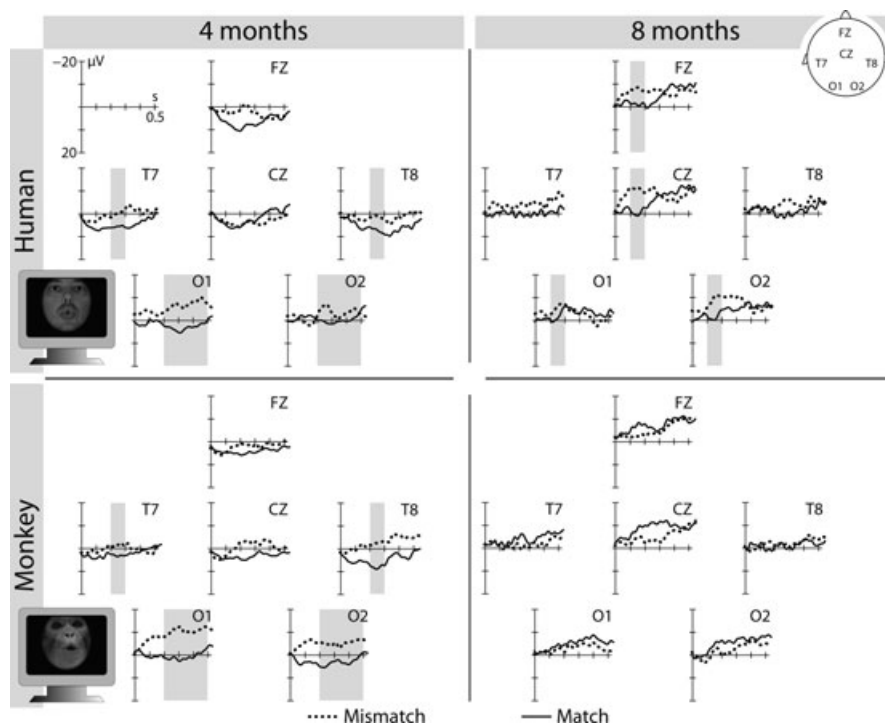 4 months
8 months
FZ
CZ
T7
T8
O1 O2
Human
-20
µV
s
0.5
20
FZ
FZ
T7
CZ
T8
T7
CZ
T8
O1
O2
O1
O2
Monkey
FZ
FZ
T7
CZ
T8
T7
CZ
T8
O1
O2
O1
O2
Mismatch
Match